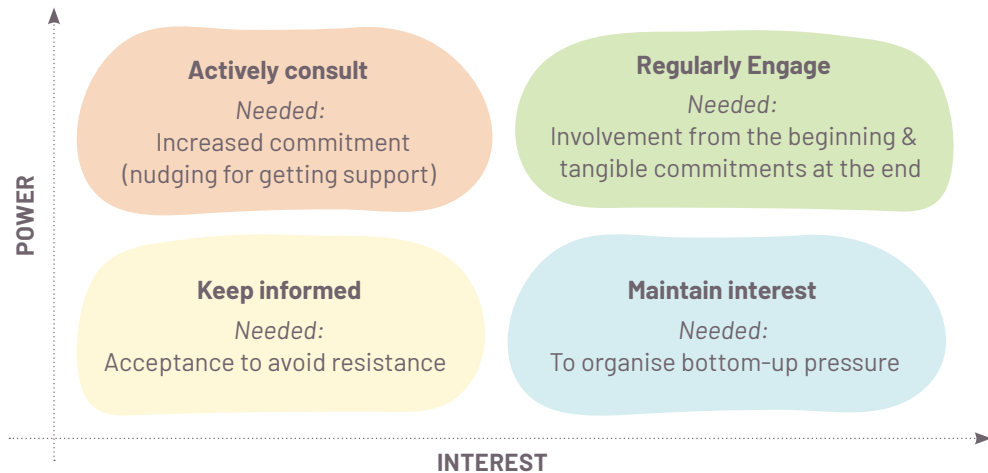 Actively consult
Needed:
Increased commitment
(nudging for getting support)
Regularly Engage
Needed:
Involvement from the beginning &
tangible commitments at the end
POWER
Keep informed
Needed:
Acceptance to avoid resistance
Maintain interest
Needed:
To organise bottom-up pressure
INTEREST